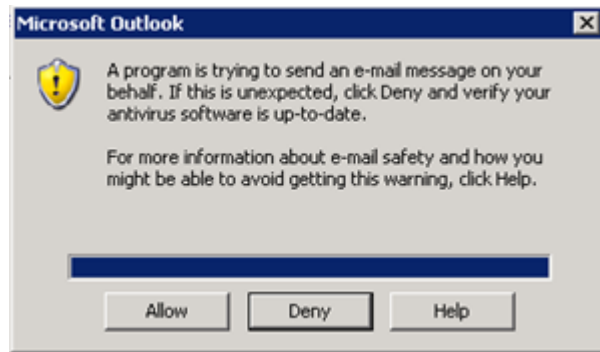 Microsoft Outlook
A program is trying to send an e-mail message on your
behalf. If this is unexpected, click Deny and verify your
antivirus software is up-to-date.
For more information about e-mail safety and how you
might be able to avoid getting this warning, click Help.
Allow Deny Help